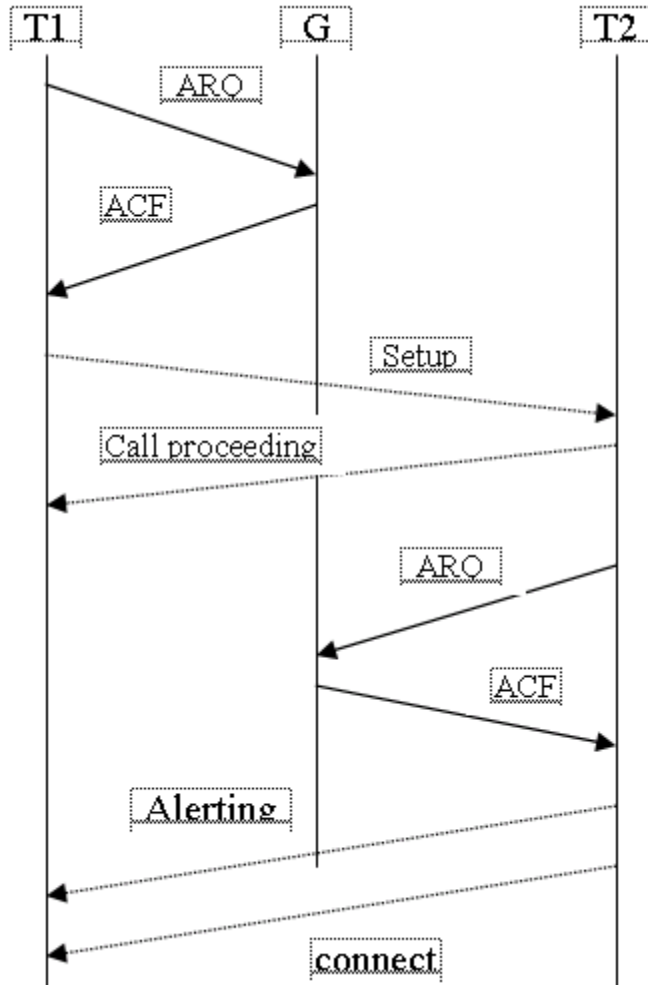 T1
G
T2
ARQ
ACF
Setup
Call proceeding
ARQ
ACF
Alerting
connect